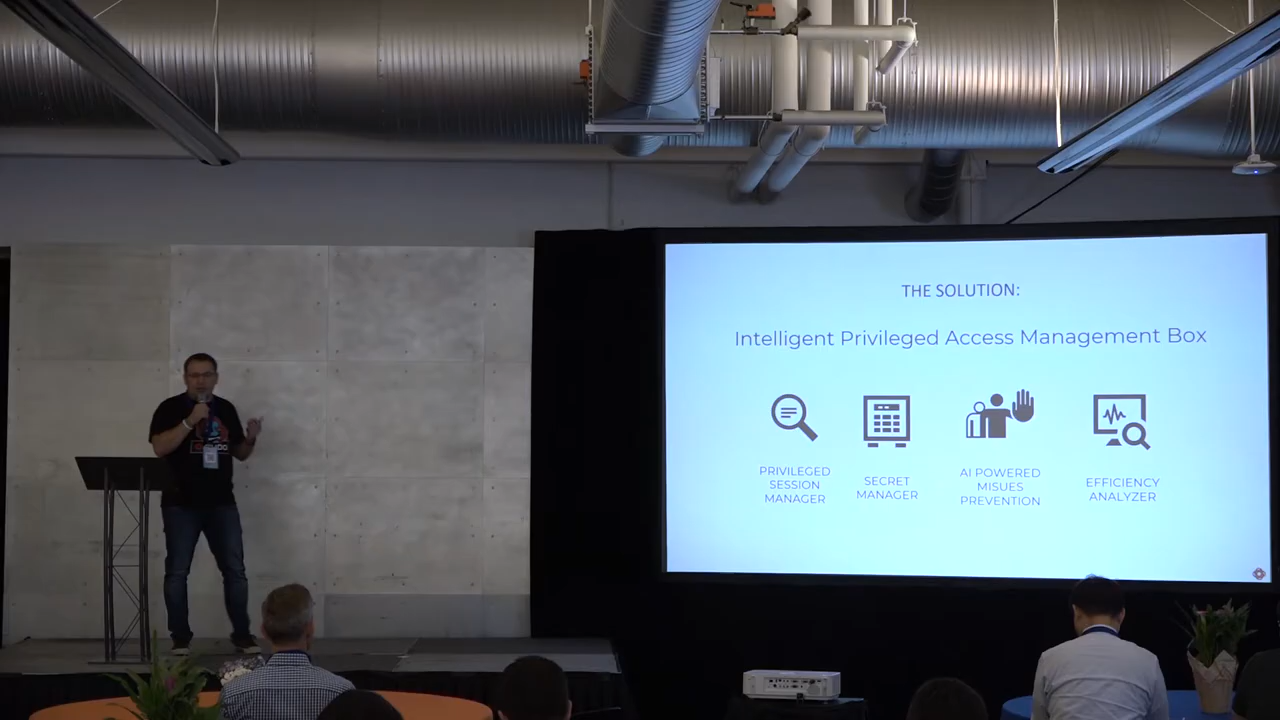 THE SOLUTION:
Intelligent Privileged Access Management Box
PRIVILEGED
SESSION
MANAGER
SECRET
MANAGER
AI POWERED
MISUES
PREVENTION
EFFICIENCY
ANALYZER